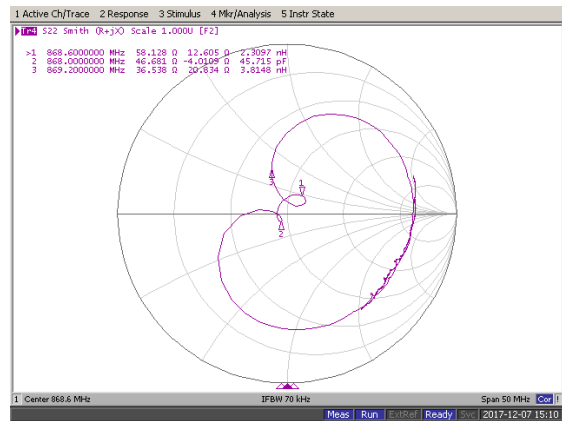 1 Active Ch/Trace 2 Response 3 Stimulus 4 Mkr/Analysis 5 Instr State
Tr4 S22 Smith (R+jX) Scale 1.000U [F2]
>1 868.6000000 MHz 58.128 Ω 12.605 Ω 2.3097 nH
2 868.0000000 MHz 46.681 Ω -4.0109 Ω 45.715 pF
3 869.2000000 MHz 36.538 Ω 20.834 Ω 3.8148 nH
3
1
2
1 Center 868.6 MHz IFBW 70 kHz Span 50 MHz Cor !
Meas Run ExtRef Ready Svc 2017-12-07 15:10